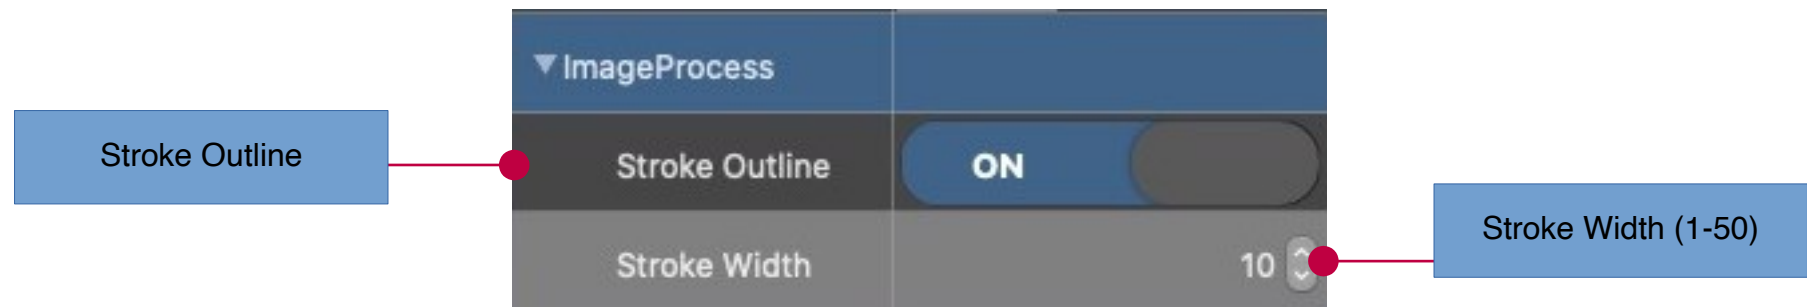 ImageProcess
Stroke Outline
Stroke Outline ON
Stroke Width (1-50)
Stroke Width 10